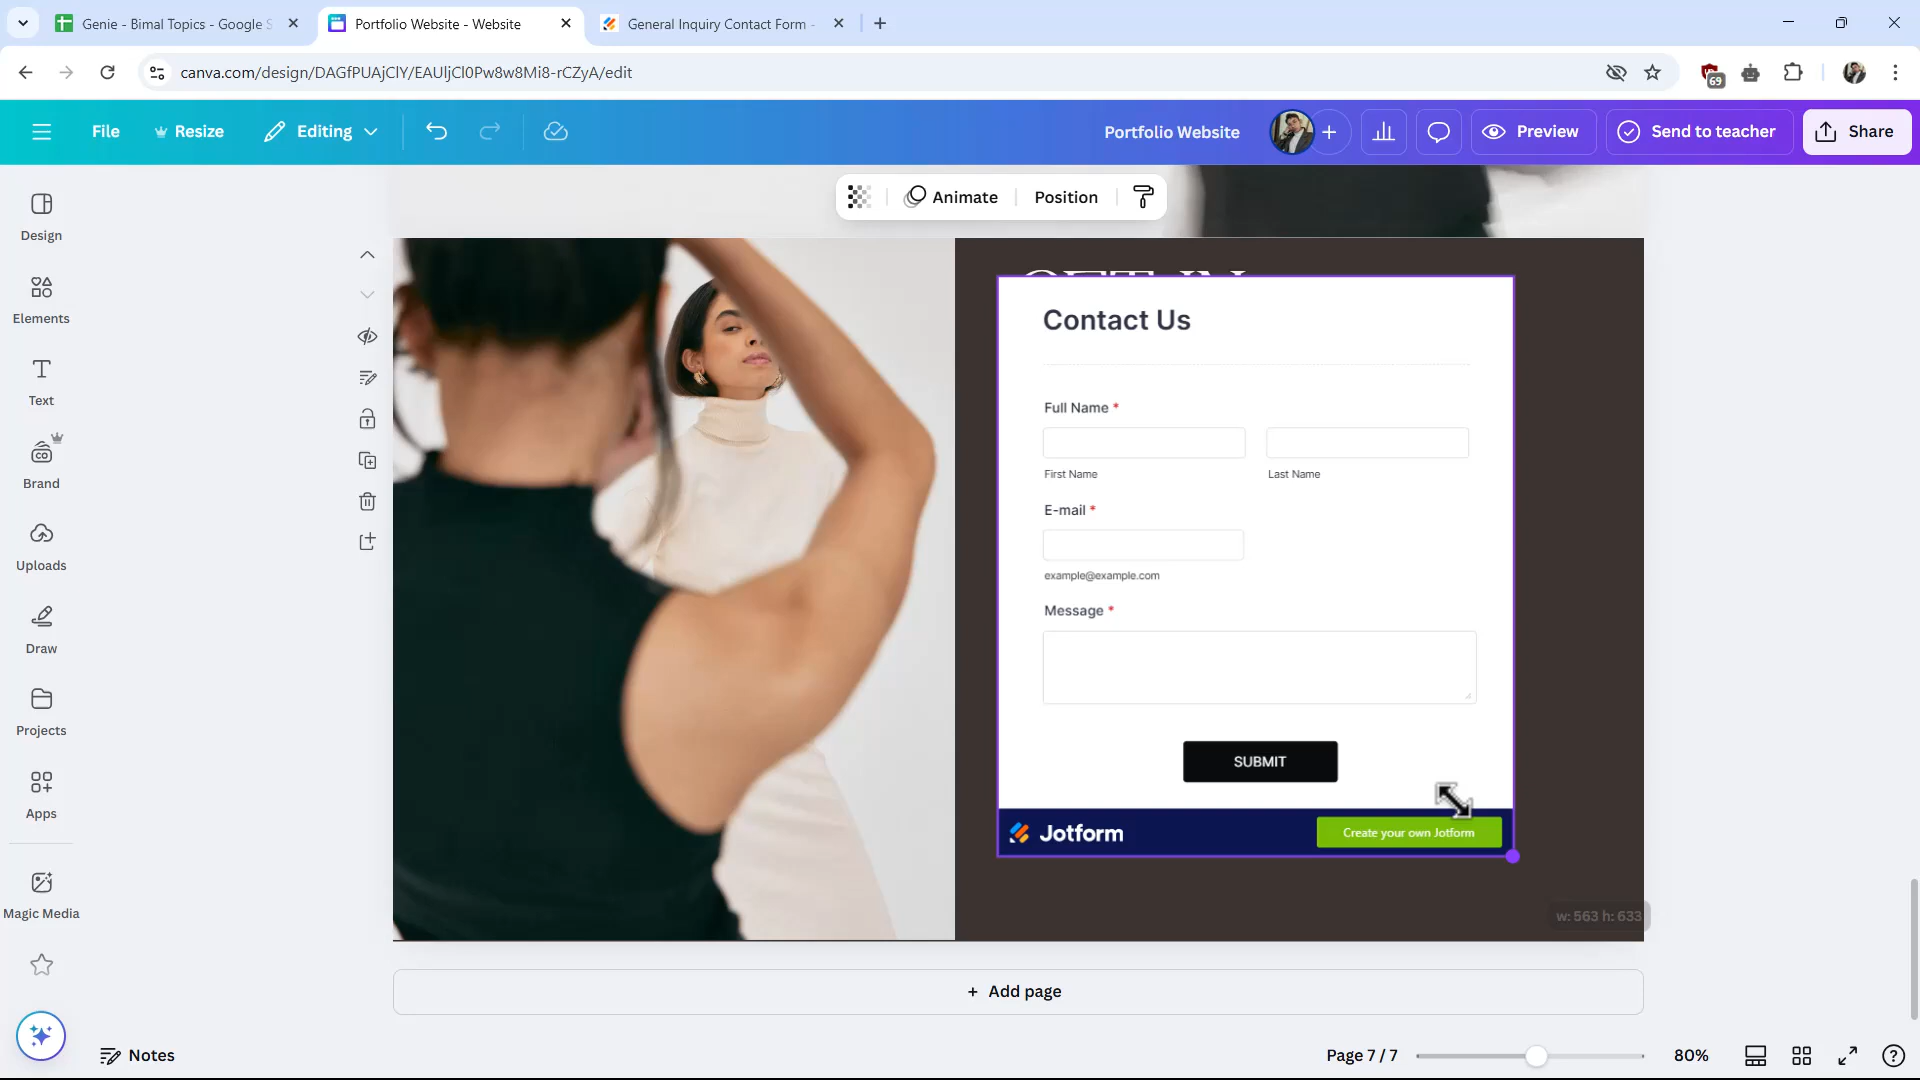 Genie - Bimal Topics - Google S
Portfolio Website - Website
General Inquiry Contact Form -
canva.com/design/DAGfPUAjClY/EAUljCl0Pw8w8Mi8-rCZyA/edit
69
File
Resize
Editing
Portfolio Website
Preview
Send to teacher
Share
Animate
Position
Design
Elements
Text
Brand
Uploads
Draw
Projects
Apps
Magic Media
Contact Us
Full Name *
First Name
Last Name
E-mail *
example@example.com
Message *
SUBMIT
Jotform
Create your own Jotform
w: 563 h: 633
+ Add page
Notes
Page 7 / 7
80%